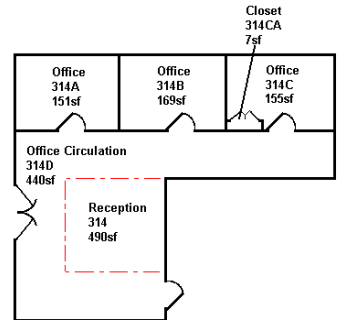 Closet
314CA
7sf
Office
314A
151sf
Office
314B
169sf
Office
314C
155sf
Office Circulation
314D
440sf
Reception
314
490sf